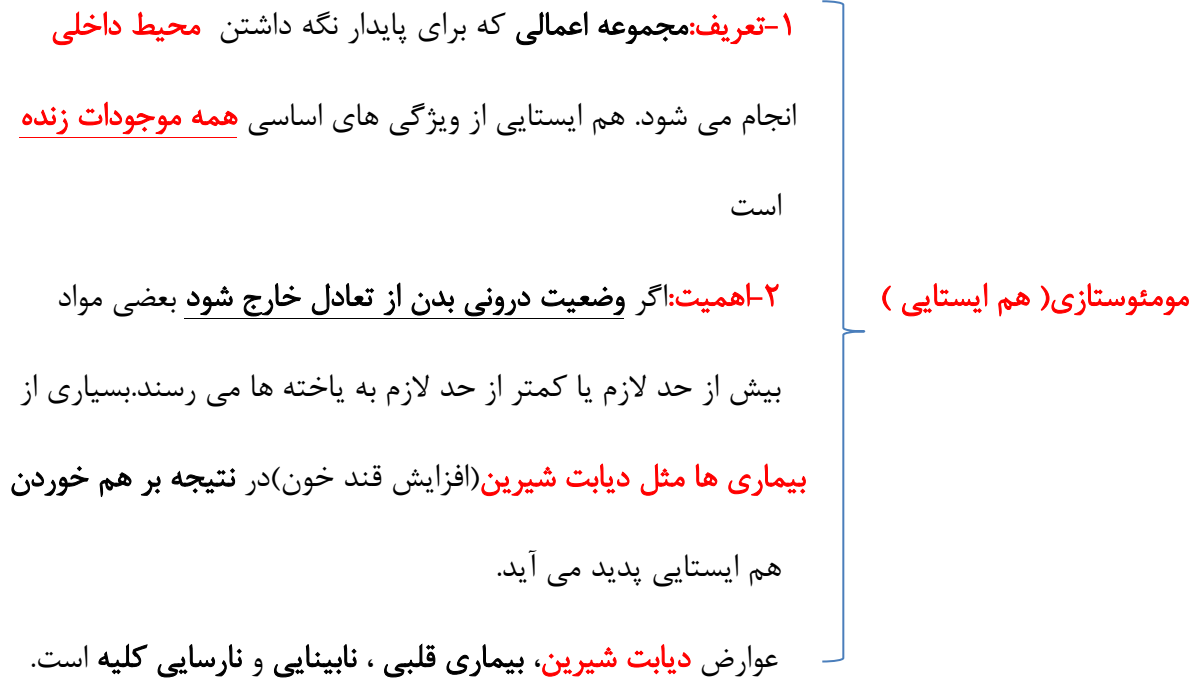 مومئوستازی( هم ایستایی )
۱-تعریف:مجموعه اعمالی که برای پایدار نگه داشتن محیط داخلی
انجام می شود. هم ایستایی از ویژگی های اساسی همه موجودات زنده
است
۲-اهمیت:اگر وضعیت درونی بدن از تعادل خارج شود بعضی مواد
بیش از حد لازم یا کمتر از حد لازم به یاخته ها می رسند.بسیاری از
بیماری ها مثل دیابت شیرین(افزایش قند خون)در نتیجه بر هم خوردن
هم ایستایی پدید می آید.
عوارض دیابت شیرین، بیماری قلبی ، نابینایی و نارسایی کلیه است.